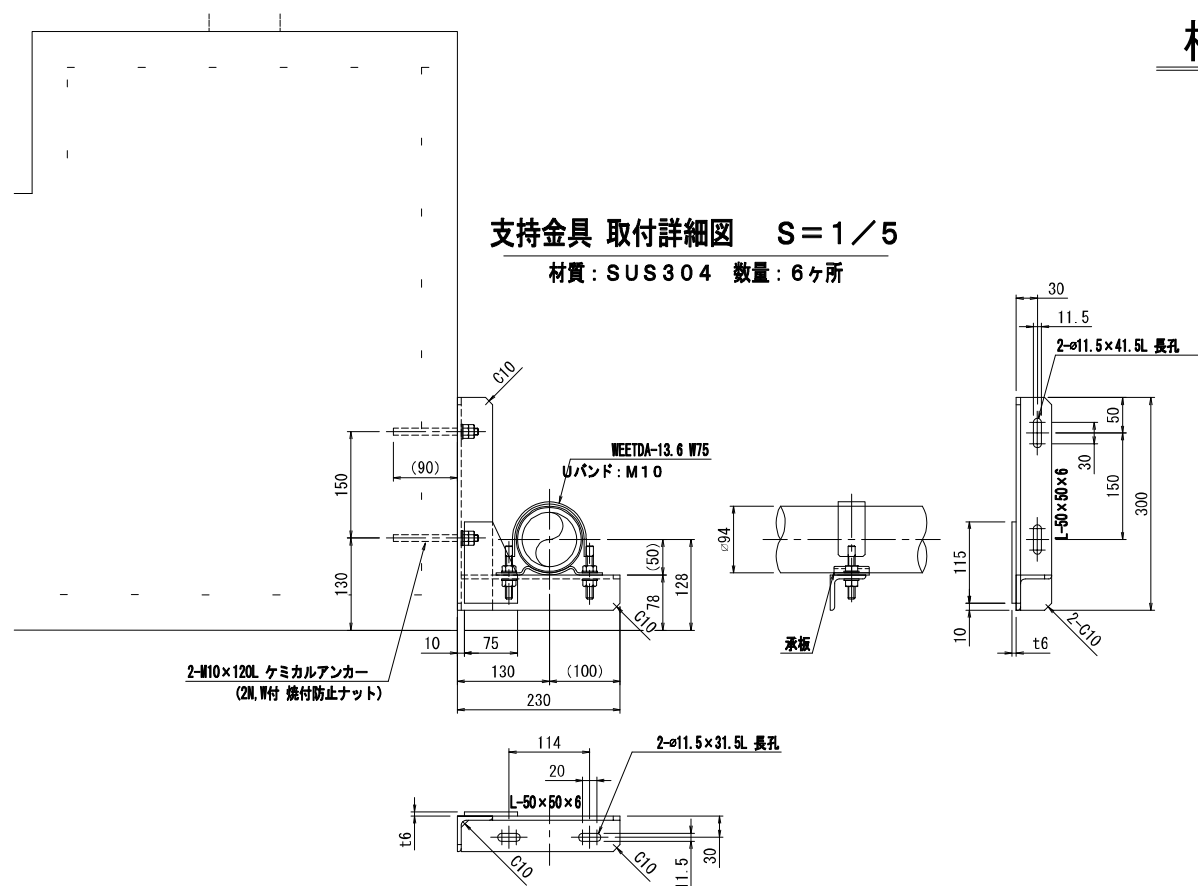 支持金具 取付詳細図 S=1/5
材質:SUS304 数量:6ヶ所
30
11.5
2-⌀11.5×41.5L 長孔
C10
WEETDA-13.6 W75
Uバンド:M10
(90)
150
130
⌀94
(50)
78
128
50
30
150
300
L-50×50×6
115
10
t6
2-C10
承板
C10
10
75
130
(100)
230
2-M10×120L ケミカルアンカー
(2N,W付 焼付防止ナット)
114
20
2-⌀11.5×31.5L 長孔
L-50×50×6
t6
C10
C10
11.5
30